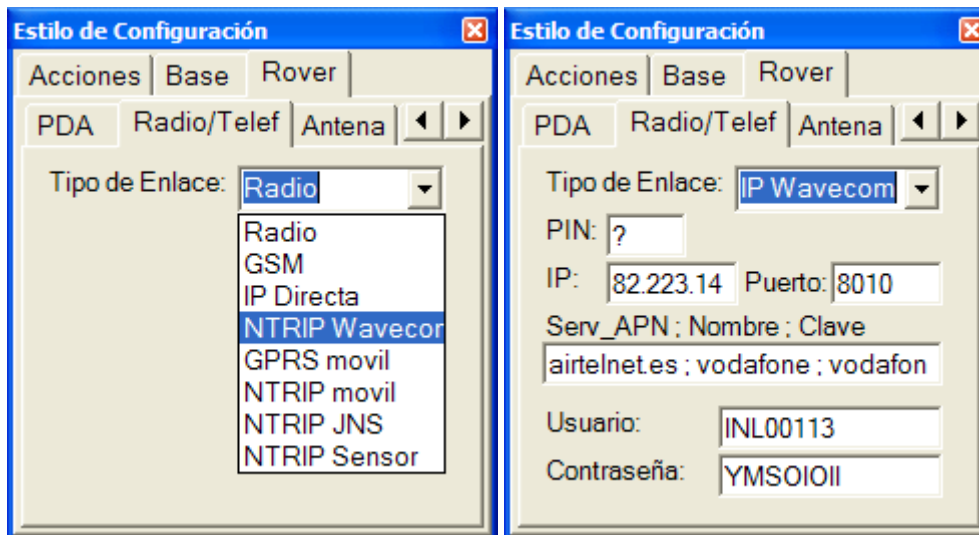 Estilo de Configuración
Acciones Base Rover
PDA Radio/Telef Antena
Tipo de Enlace: Radio
Radio
GSM
IP Directa
NTRIP Wavecor
GPRS movil
NTRIP movil
NTRIP JNS
NTRIP Sensor
Estilo de Configuración
Acciones Base Rover
PDA Radio/Telef Antena
Tipo de Enlace: IP Wavecom
PIN: ?
IP: 82.223.14 Puerto: 8010
Serv_APN ; Nombre ; Clave
airtelnet.es ; vodafone ; vodafon
Usuario: INL00113
Contraseña: YMSOIOII